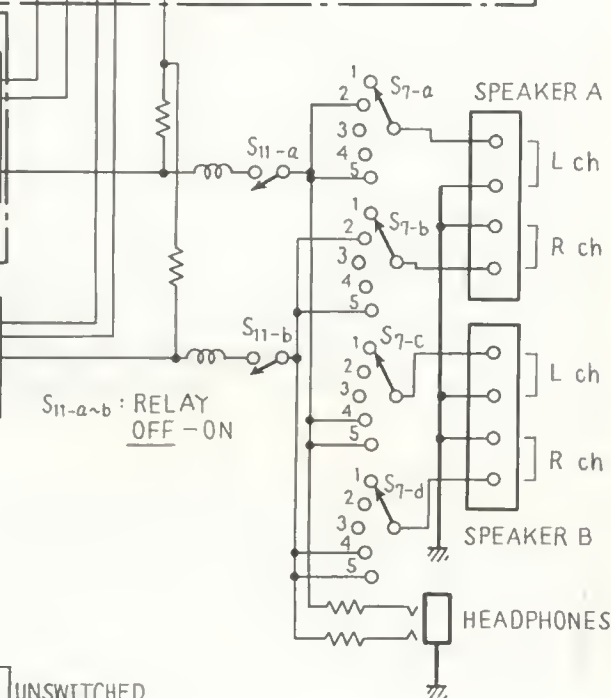 S7-a
SPEAKER A
1
2
3
4
5
L ch
R ch
S11-a
S7-b
1
2
3
4
5
S11-b
S7-c
1
2
3
4
5
L ch
R ch
S11-a~b : RELAY
OFF - ON
S7-d
1
2
3
4
5
SPEAKER B
HEADPHONES
UNSWITCHED